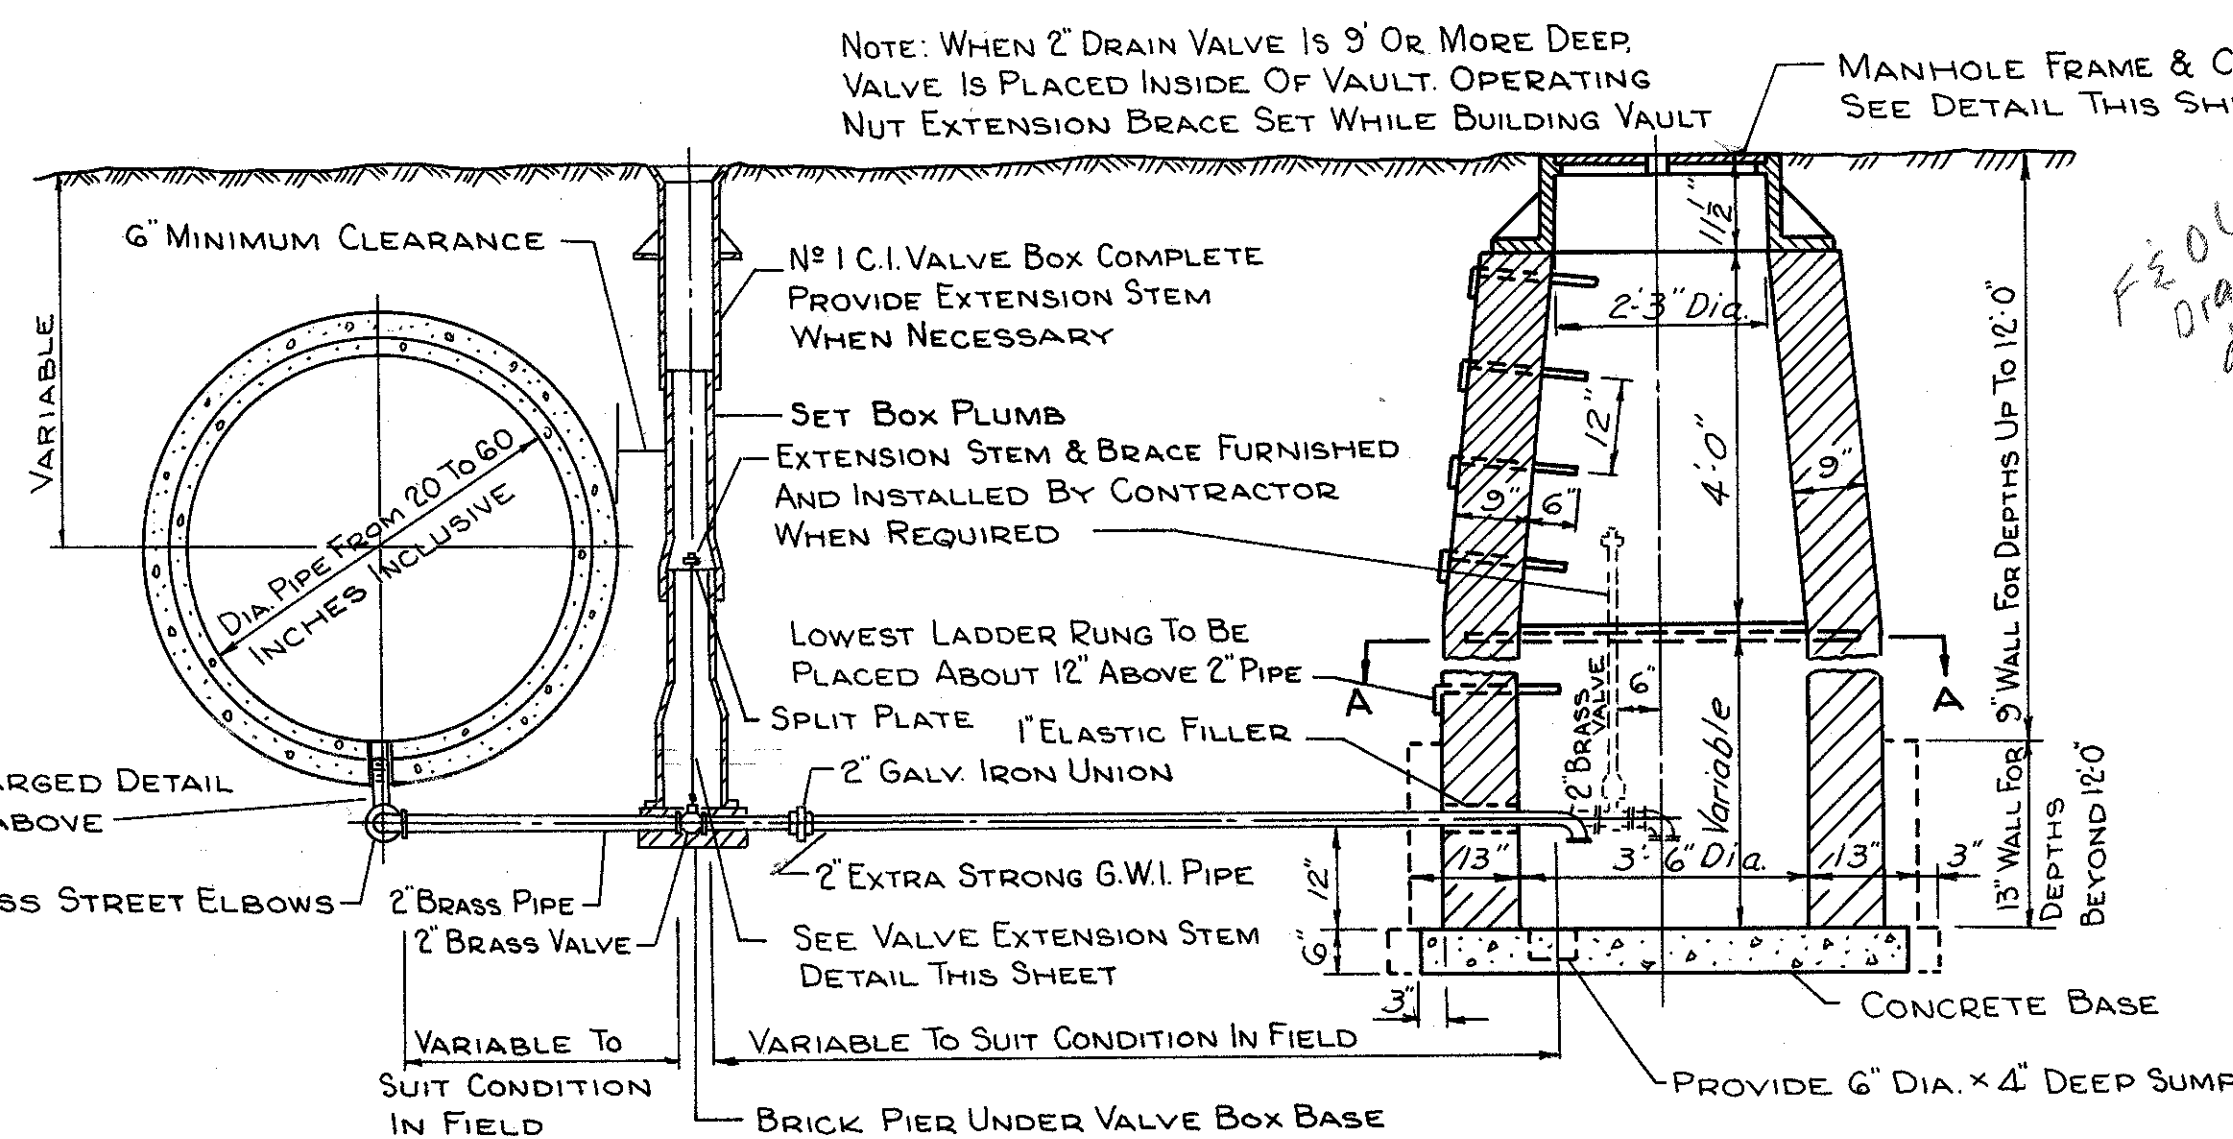 NOTE: WHEN 2" DRAIN VALVE IS 9' OR MORE DEEP,
VALVE IS PLACED INSIDE OF VAULT. OPERATING
NUT EXTENSION BRACE SET WHILE BUILDING VAULT
MANHOLE FRAME &
SEE DETAIL THIS
6" MINIMUM CLEARANCE
Nº 1 C.I. VALVE BOX COMPLETE
PROVIDE EXTENSION STEM
WHEN NECESSARY
11½"
2'-3" Dia.
VARIABLE
SET BOX PLUMB
EXTENSION STEM & BRACE FURNISHED
AND INSTALLED BY CONTRACTOR
WHEN REQUIRED
12"
4'-0"
9"
9"
6"
DIA. PIPE FROM 20 TO 60
INCHES INCLUSIVE
9" WALL FOR DEPTHS UP TO 12'-0"
LOWEST LADDER RUNG TO BE
PLACED ABOUT 12" ABOVE 2" PIPE
A
A
SPLIT PLATE
1" ELASTIC FILLER
2" BRASS
VALVE
6"
Variable
2" GALV. IRON UNION
ARGED DETAIL
ABOVE
13"
3'-6" Dia.
13"
3"
13" WALL FOR
DEPTHS
BEYOND 12'-0"
2" EXTRA STRONG G.W.I. PIPE
12"
SS STREET ELBOWS
2" BRASS PIPE
2" BRASS VALVE
SEE VALVE EXTENSION STEM
DETAIL THIS SHEET
6"
3"
CONCRETE BASE
VARIABLE TO
SUIT CONDITION
IN FIELD
VARIABLE TO SUIT CONDITION IN FIELD
PROVIDE 6" DIA. × 4" DEEP SUMP
BRICK PIER UNDER VALVE BOX BASE